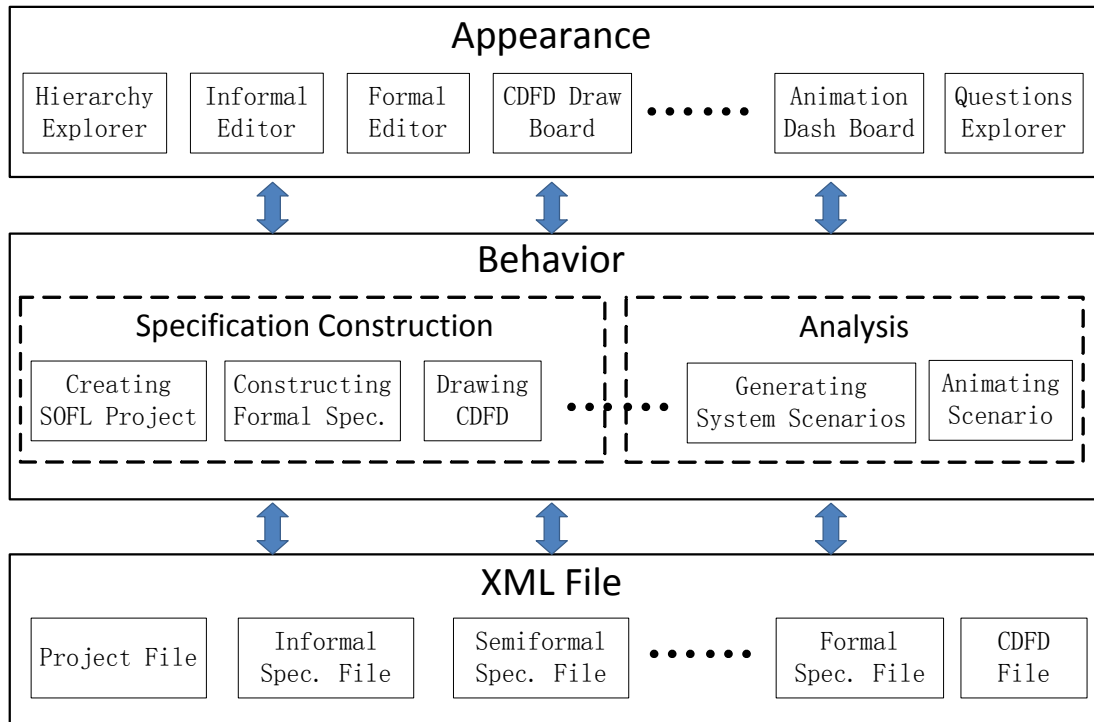 Appearance
Hierarchy
Explorer
Informal
Editor
Formal
Editor
CDFD Draw
Board
Animation
Dash Board
Questions
Explorer
Behavior
Specification Construction
Creating
SOFL Project
Constructing
Formal Spec.
Drawing
CDFD
Analysis
Generating
System Scenarios
Animating
Scenario
XML File
Project File
Informal
Spec. File
Semiformal
Spec. File
Formal
Spec. File
CDFD
File